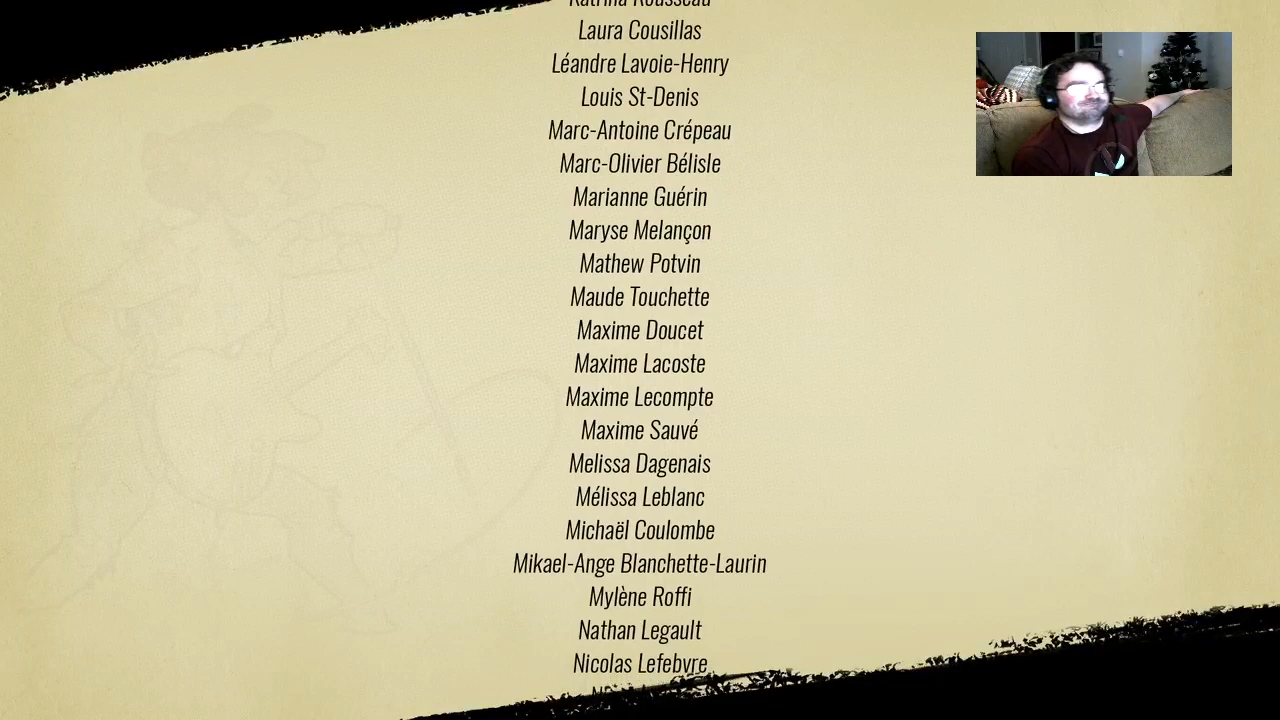 Katrina Rousseau
Laura Cousillas
Léandre Lavoie-Henry
Louis St-Denis
Marc-Antoine Crépeau
Marc-Olivier Bélisle
Marianne Guérin
Maryse Melançon
Mathew Potvin
Maude Touchette
Maxime Doucet
Maxime Lacoste
Maxime Lecompte
Maxime Sauvé
Melissa Dagenais
Mélissa Leblanc
Michaël Coulombe
Mikael-Ange Blanchette-Laurin
Mylène Roffi
Nathan Legault
Nicolas Lefebvre